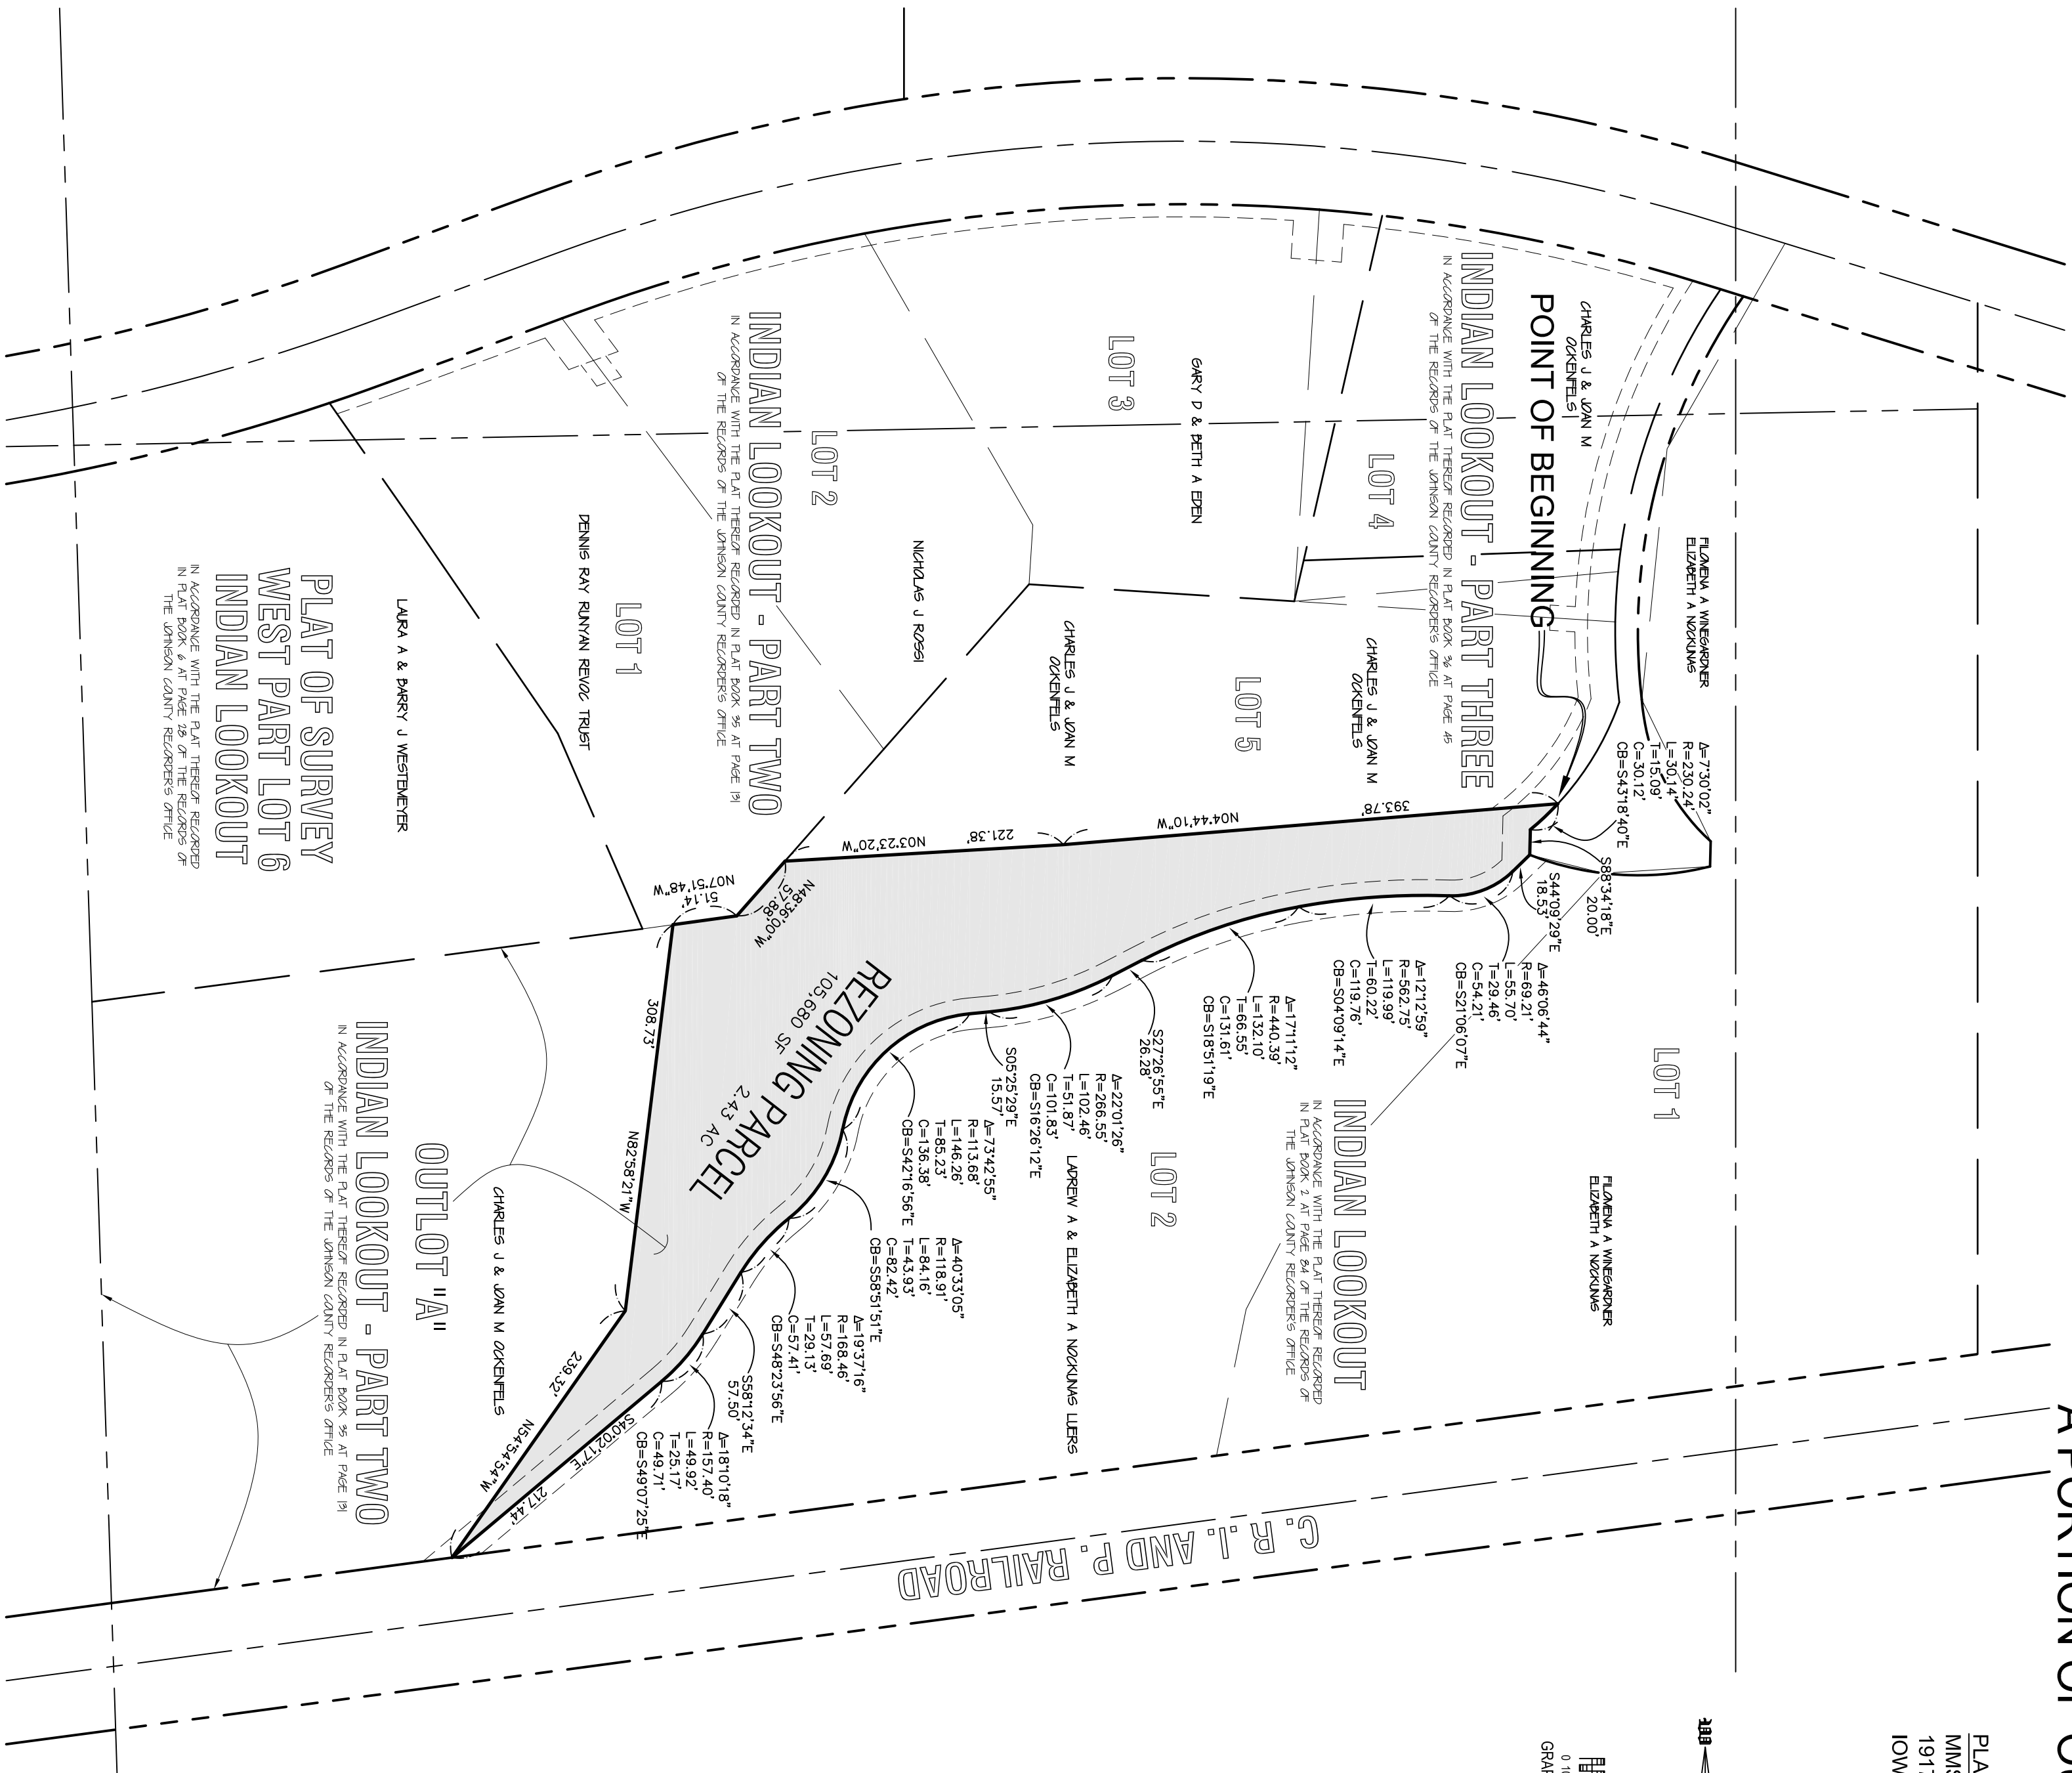 A PORTION OF
PLA
MMS
191
IOW
0 10
GRAP
CHARLES J & JOAN M
OCKENFELS
POINT OF BEGINNING
INDIAN LOOKOUT - PART THREE
IN ACCORDANCE WITH THE PLAT THEREOF RECORDED IN PLAT BOOK 36 AT PAGE 45
OF THE RECORDS OF THE JOHNSON COUNTY RECORDER'S OFFICE
FILOMENA A WINEGARDNER
ELIZABETH A NOCKUNAS
Δ=7°30'02"
R=230.24'
L=30.14'
T=15.09'
C=30.12'
CB=S43°18'40"E
S88°34'18"E
20.00'
S44°09'29"E
18.53'
Δ=46°06'44"
R=69.21'
L=55.70'
T=29.46'
C=54.21'
CB=S21°06'07"E
Δ=12°12'59"
R=562.75'
L=119.99'
T=60.22'
C=119.76'
CB=S04°09'14"E
Δ=17°11'12"
R=440.39'
L=132.10'
T=66.55'
C=131.61'
CB=S18°51'19"E
S27°26'55"E
26.28'
Δ=22°01'26"
R=266.55'
L=102.46'
T=51.87'
C=101.83'
CB=S16°26'12"E
S05°25'29"E
15.57'
Δ=73°42'55"
R=113.68'
L=146.26'
T=85.23'
C=136.38'
CB=S42°16'56"E
Δ=40°33'05"
R=118.91'
L=84.16'
T=43.93'
C=82.42'
CB=S58°51'51"E
Δ=19°37'16"
R=168.46'
L=57.69'
T=29.13'
C=57.41'
CB=S48°23'56"E
S58°12'34"E
57.50'
Δ=18°10'18"
R=157.40'
L=49.92'
T=25.17'
C=49.71'
CB=S49°07'25"E
S40°02'17"E
217.44'
N54°54'54"W
239.32'
N82°58'21"W
308.73'
N07°51'48"W
51.14'
N48°36'00"W
57.88'
N03°23'20"W
221.38'
N04°44'10"W
393.78'
REZONING PARCEL
105,680 SF
2.43 AC
LOT 1
FILOMENA A WINEGARDNER
ELIZABETH A NOCKUNAS
INDIAN LOOKOUT
IN ACCORDANCE WITH THE PLAT THEREOF RECORDED
IN PLAT BOOK 2 AT PAGE 84 OF THE RECORDS OF
THE JOHNSON COUNTY RECORDER'S OFFICE
LOT 2
LADREW A & ELIZABETH A NOCKUNAS LUERS
LOT 4
CHARLES J & JOAN M
OCKENFELS
LOT 5
CHARLES J & JOAN M
OCKENFELS
GARY D & BETH A EDEN
LOT 3
NICHOLAS J ROSSI
LOT 2
INDIAN LOOKOUT - PART TWO
IN ACCORDANCE WITH THE PLAT THEREOF RECORDED IN PLAT BOOK 35 AT PAGE 131
OF THE RECORDS OF THE JOHNSON COUNTY RECORDER'S OFFICE
LOT 1
DENNIS RAY RUNYAN REVOC TRUST
LAURA A & BARRY J WESTEMEYER
PLAT OF SURVEY
WEST PART LOT 6
INDIAN LOOKOUT
IN ACCORDANCE WITH THE PLAT THEREOF RECORDED
IN PLAT BOOK 6 AT PAGE 28 OF THE RECORDS OF
THE JOHNSON COUNTY RECORDER'S OFFICE
CHARLES J & JOAN M OCKENFELS
OUTLOT "A"
INDIAN LOOKOUT - PART TWO
IN ACCORDANCE WITH THE PLAT THEREOF RECORDED IN PLAT BOOK 35 AT PAGE 131
OF THE RECORDS OF THE JOHNSON COUNTY RECORDER'S OFFICE
C. R .I. AND P. RAILROAD